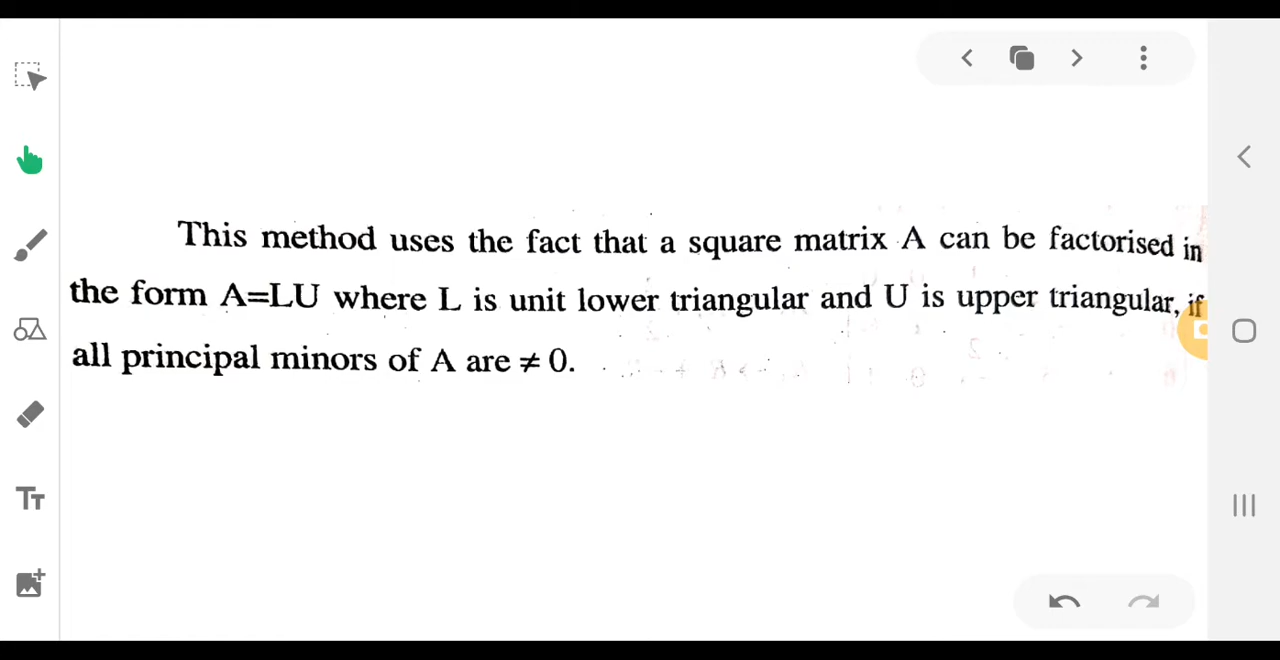 This method uses the fact that a square matrix A can be factorised in
the form A=LU where L is unit lower triangular and U is upper triangular, if
all principal minors of A are ≠ 0.
TT